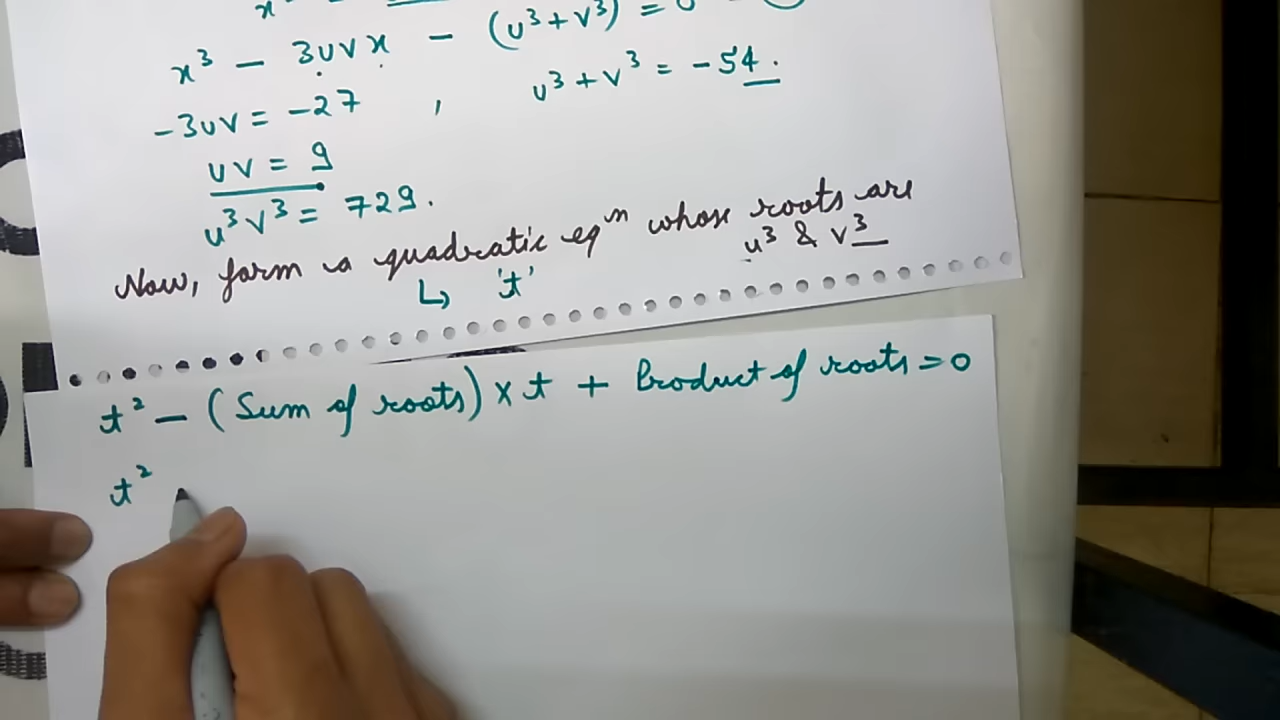 x³ - 3uvx - (u³+v³) = 0
-3uv = -27 , u³+v³ = -54.
uv = 9
u³v³ = 729.
Now, form a quadratic eqⁿ whose roots are
u³ & v³
↳ 't'
t² - (Sum of roots) × t + Product of roots = 0
t²